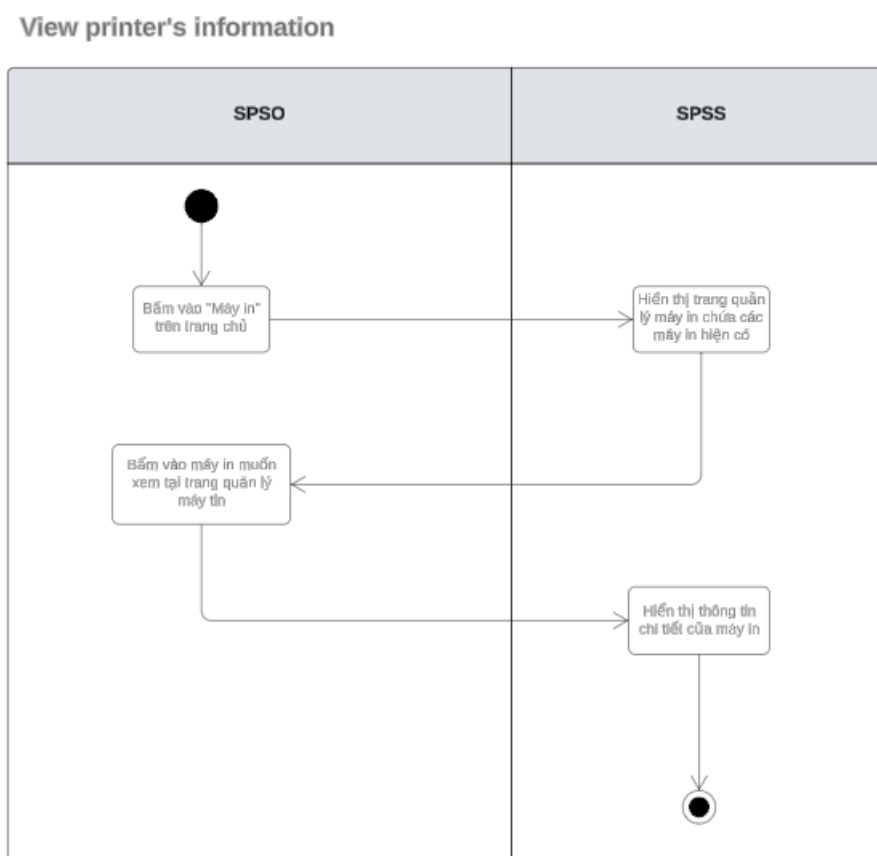 View printer's information
SPSO
SPSS
Bấm vào "Máy in"
trên trang chủ
Hiển thị trang quản
lý máy in chứa các
máy in hiện có
Bấm vào máy in muốn
xem tại trang quản lý
máy tin
Hiển thị thông tin
chi tiết của máy in